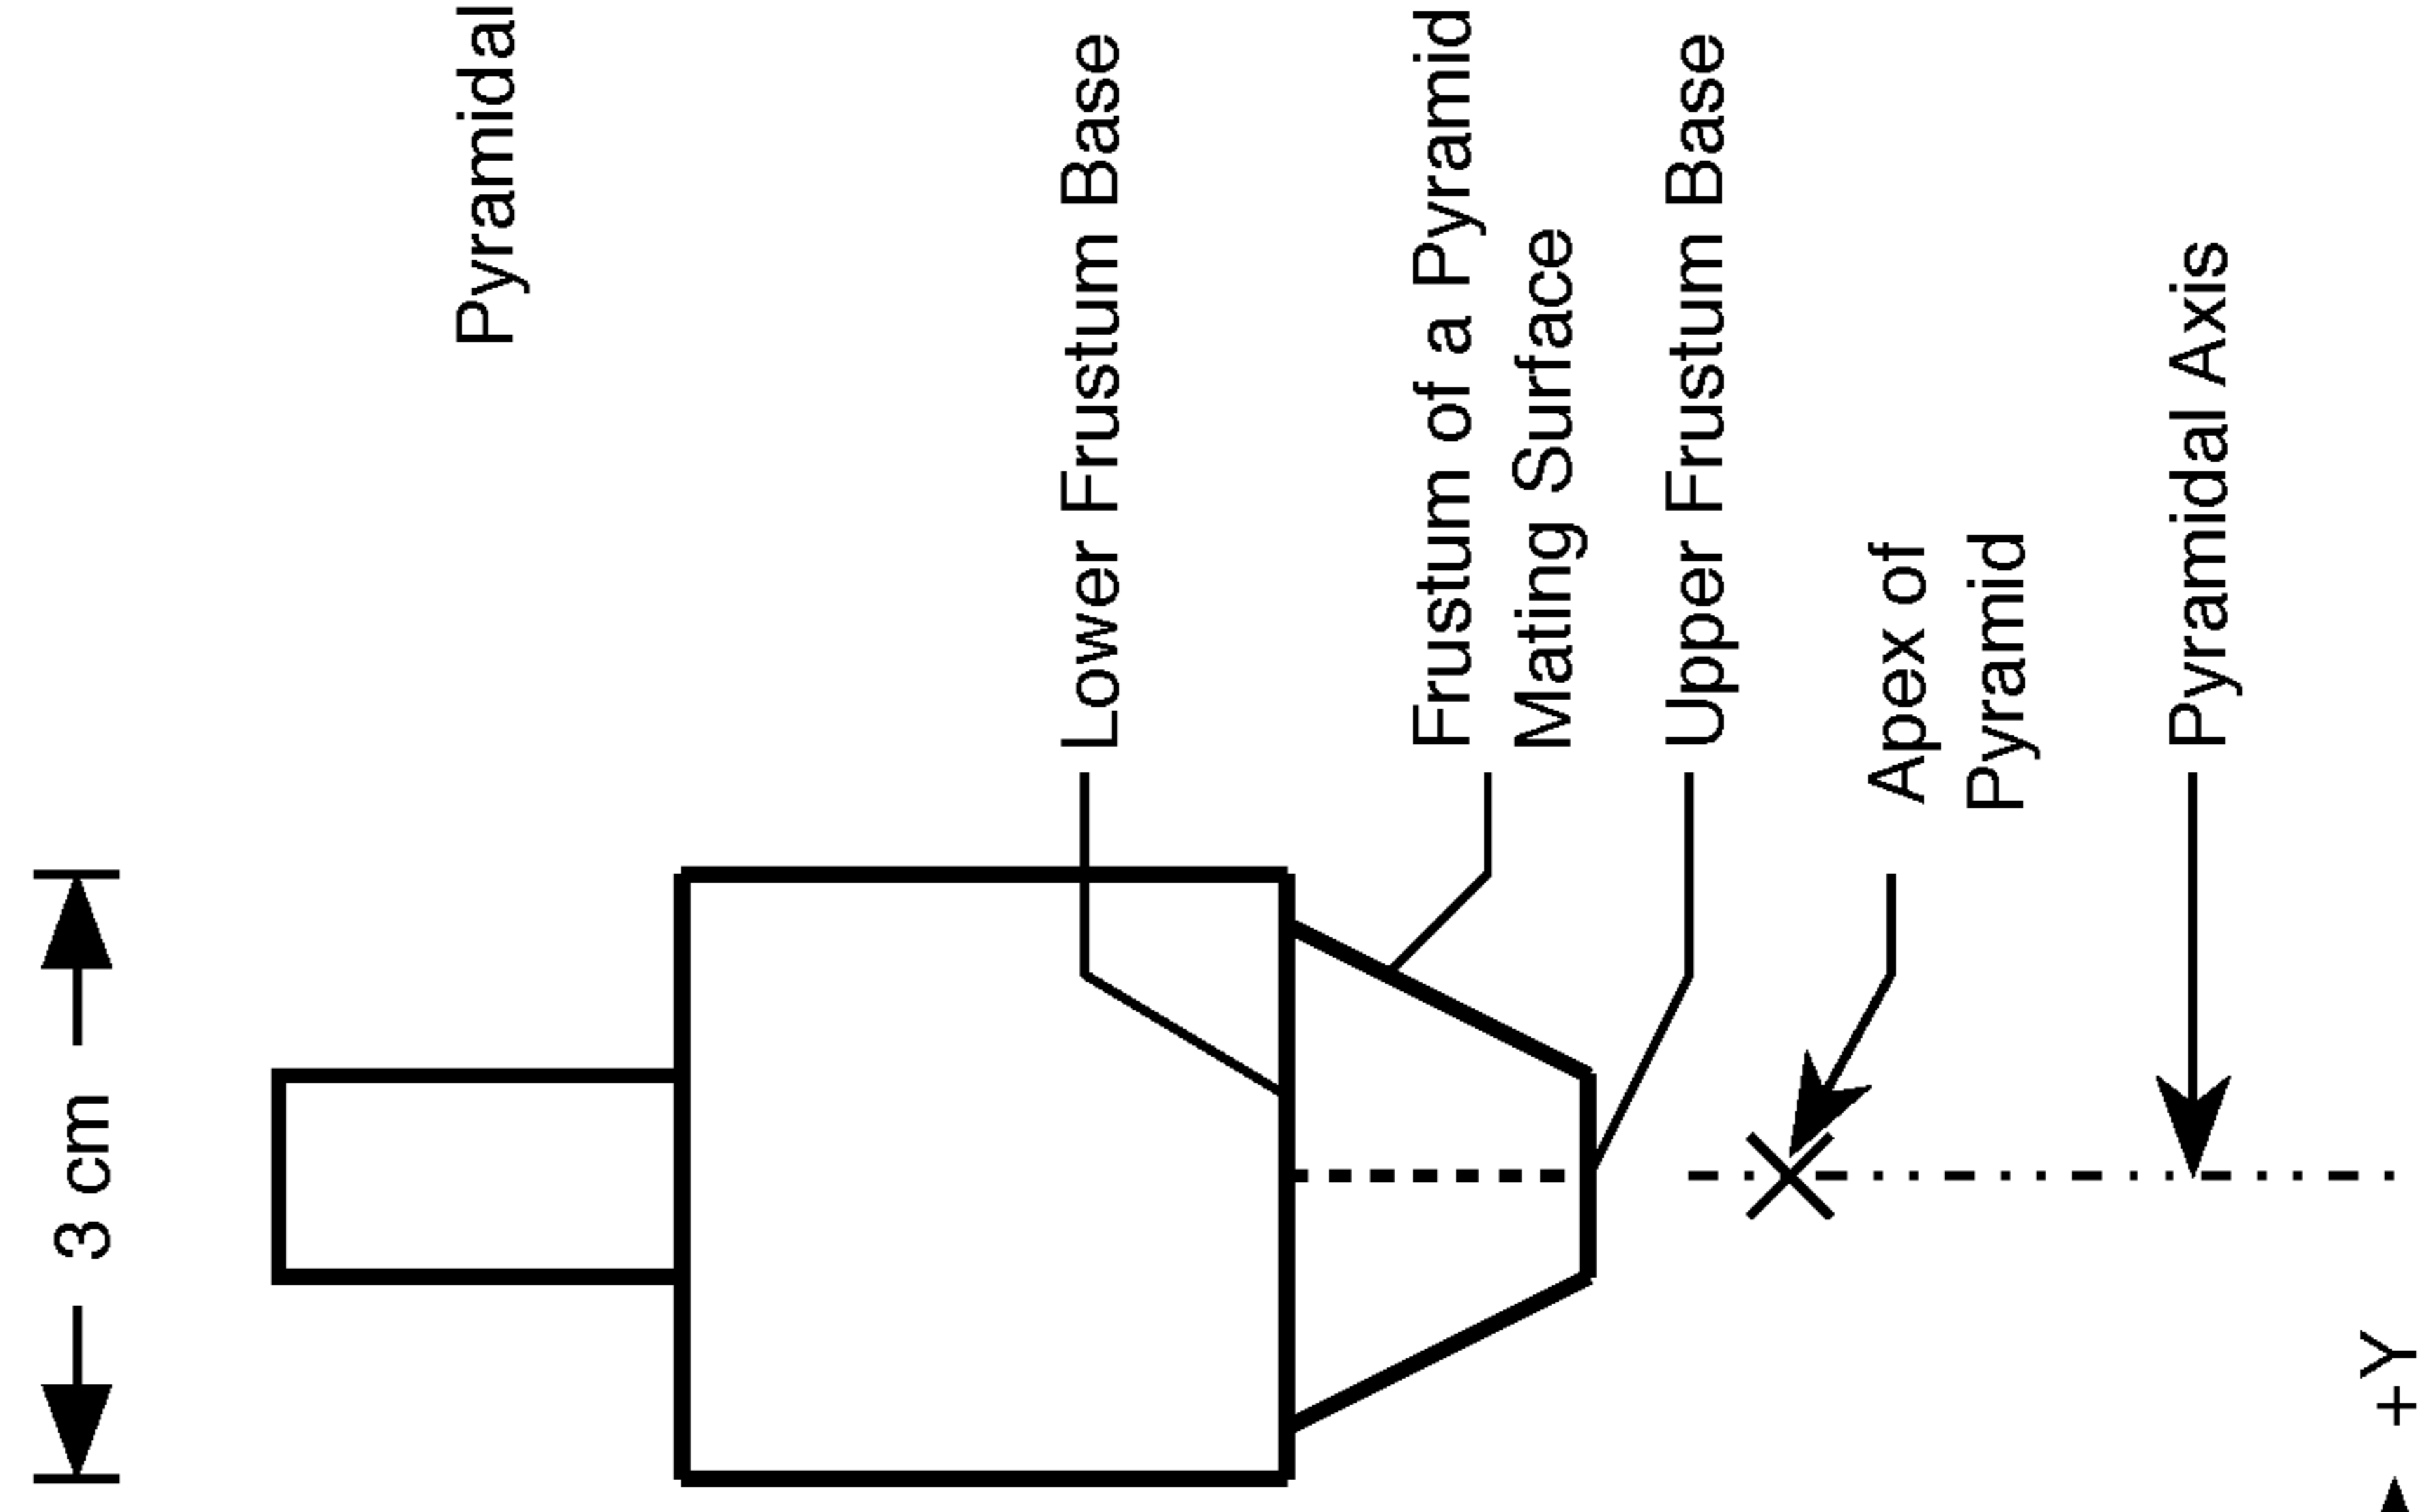 3 cm
Pyramidal
Lower Frustum Base
Frustum of a Pyramid
Mating Surface
Upper Frustum Base
Apex of
Pyramid
Pyramidal Axis
+Y